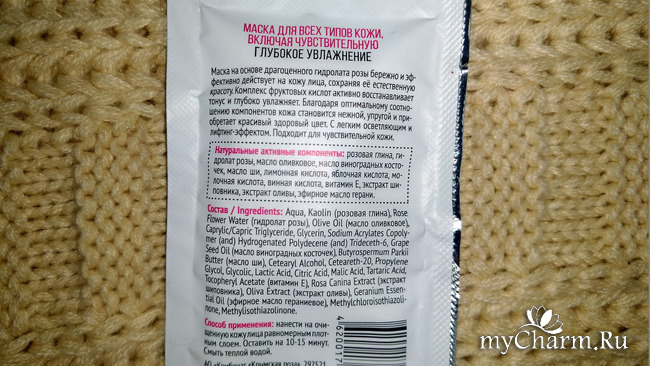 МАСКА ДЛЯ ВСЕХ ТИПОВ КОЖИ,
ВКЛЮЧАЯ ЧУВСТВИТЕЛЬНУЮ
ГЛУБОКОЕ УВЛАЖНЕНИЕ
Маска на основе драгоценного гидролата розы бережно и эф-
фективно действует на кожу лица, сохраняя её естественную
красоту. Комплекс фруктовых кислот активно восстанавливает
тонус и глубоко увлажняет. Благодаря оптимальному соотно-
шению компонентов кожа становится нежной, упругой и при-
обретает красивый здоровый цвет. С легким осветляющим и
лифтинг-эффектом. Подходит для чувствительной кожи.
Натуральные активные компоненты: розовая глина, ги-
дролат розы, масло оливковое, масло виноградных косто-
чек, масло ши, лимонная кислота, яблочная кислота, мо-
лочная кислота, винная кислота, витамин Е, экстракт ши-
повника, экстракт оливы, эфирное масло герани.
Состав / Ingredients: Aqua, Kaolin (розовая глина), Rose
Flower Water (гидролат розы), Olive Oil (масло оливковое),
Caprylic/Capric Triglyceride, Glycerin, Sodium Acrylates Copoly-
mer (and) Hydrogenated Polydecene (and) Trideceth-6, Grape
Seed Oil (масло виноградных косточек), Butyrospermum Parkii
Butter (масло ши), Cetearyl Alcohol, Ceteareth-20, Propylene
Glycol, Glycolic, Lactic Acid, Citric Acid, Malic Acid, Tartaric Acid,
Tocopheryl Acetate (витамин Е), Rosa Canina Extract (экстракт
шиповника), Oliva Extract (экстракт оливы), Geranium Essen-
tial Oil (эфирное масло гераниевое), Methylchloroisothiazoli-
none, Methylisothiazolinone.
Способ применения: нанести на очи-
щенную кожу лица равномерным плот-
ным слоем. Оставить на 10-15 минут.
Смыть теплой водой.
АО «Комбинат «Крымская роза», 297521
4620017
myCharm.Ru